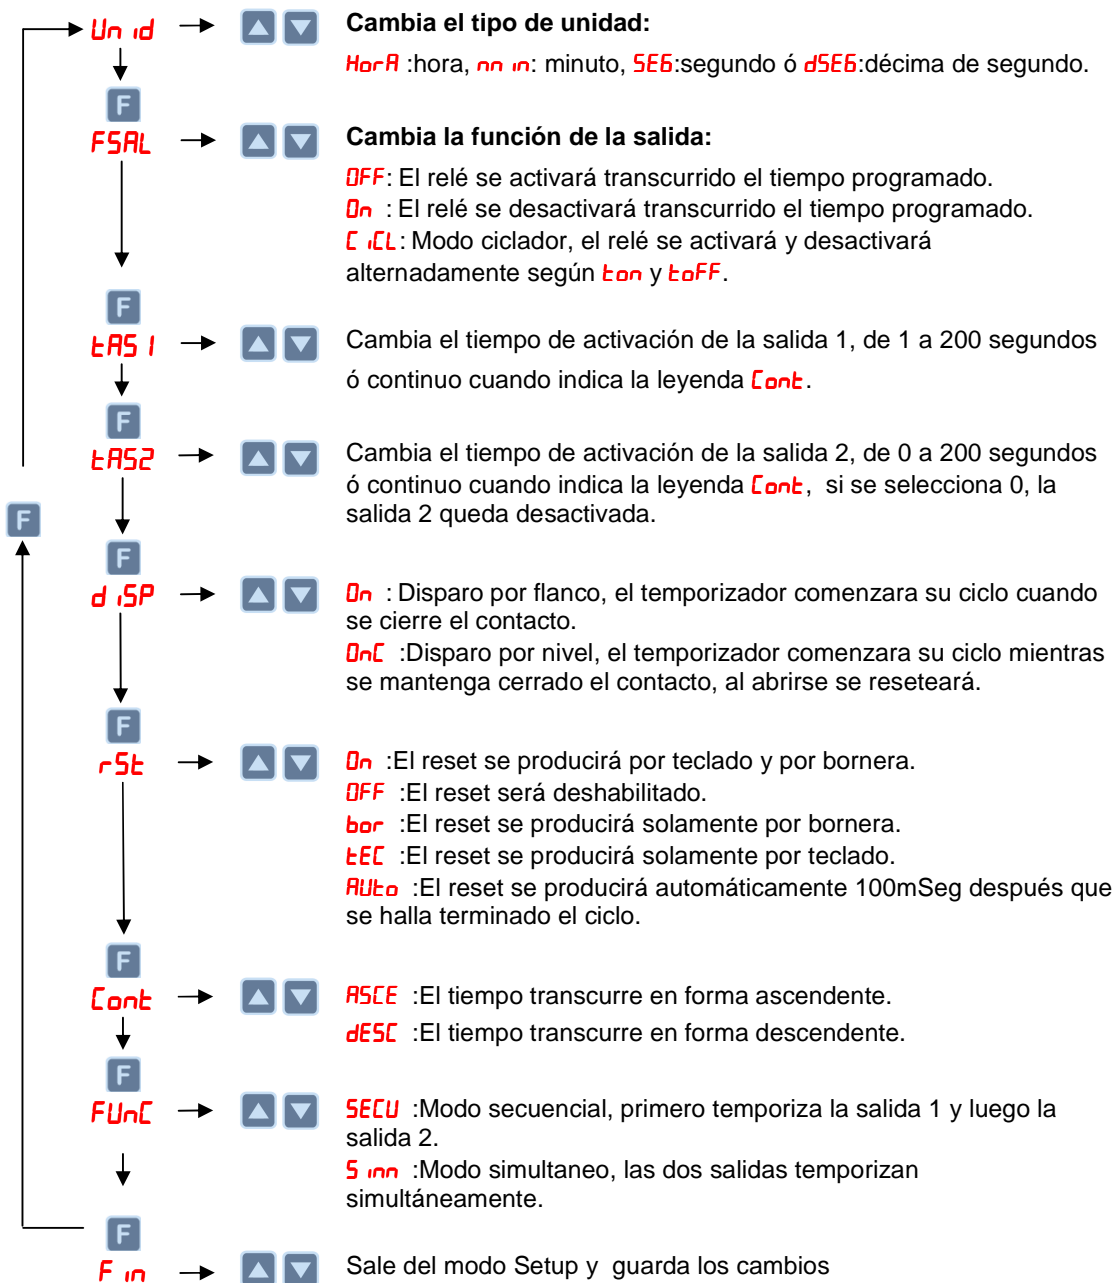 Unid
Cambia el tipo de unidad:
HorA :hora, nnin: minuto, SEG:segundo ó dSEG:décima de segundo.
F
FSAL
Cambia la función de la salida:
OFF: El relé se activará transcurrido el tiempo programado.
On : El relé se desactivará transcurrido el tiempo programado.
CiCL: Modo ciclador, el relé se activará y desactivará
alternadamente según ton y toFF.
F
tAS1
Cambia el tiempo de activación de la salida 1, de 1 a 200 segundos
ó continuo cuando indica la leyenda Cont.
F
tAS2
Cambia el tiempo de activación de la salida 2, de 0 a 200 segundos
ó continuo cuando indica la leyenda Cont, si se selecciona 0, la
salida 2 queda desactivada.
F
F
diSP
On : Disparo por flanco, el temporizador comenzara su ciclo cuando
se cierre el contacto.
OnC :Disparo por nivel, el temporizador comenzara su ciclo mientras
se mantenga cerrado el contacto, al abrirse se reseteará.
F
rSt
On :El reset se producirá por teclado y por bornera.
OFF :El reset será deshabilitado.
bor :El reset se producirá solamente por bornera.
tEC :El reset se producirá solamente por teclado.
AUto :El reset se producirá automáticamente 100mSeg después que
se halla terminado el ciclo.
F
Cont
ASCE :El tiempo transcurre en forma ascendente.
dESC :El tiempo transcurre en forma descendente.
F
FUnC
SECU :Modo secuencial, primero temporiza la salida 1 y luego la
salida 2.
Sinn :Modo simultaneo, las dos salidas temporizan
simultáneamente.
F
Fin
Sale del modo Setup y guarda los cambios